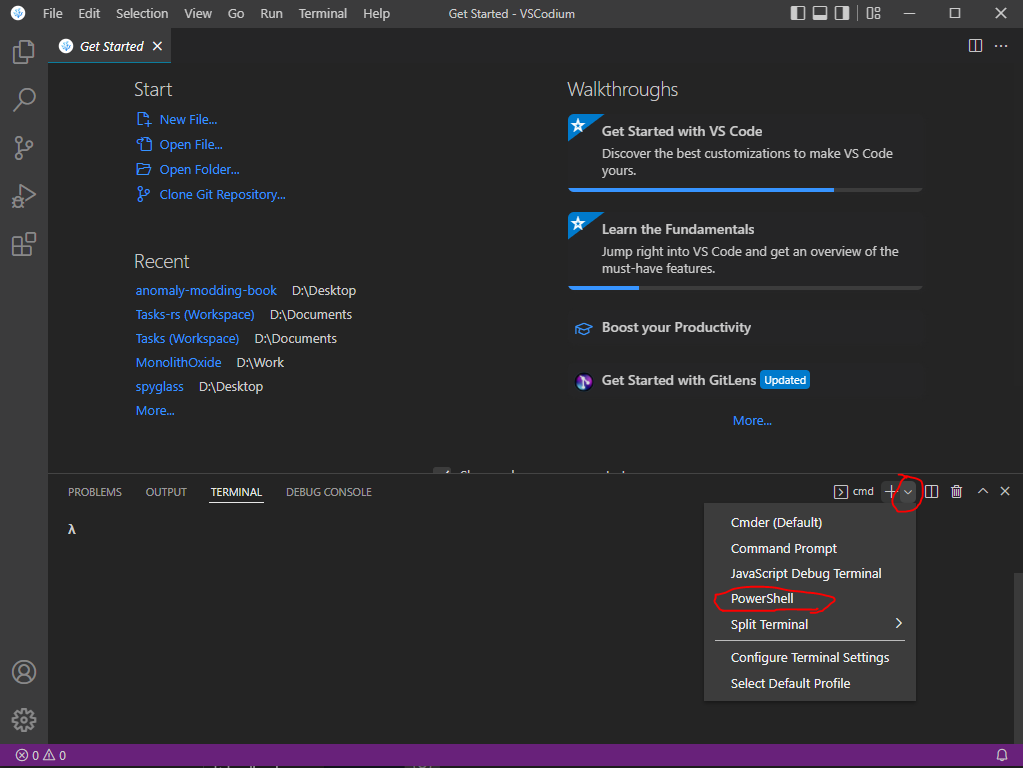 File Edit Selection View Go Run Terminal Help Get Started - VSCodium
Get Started
Start
New File...
Open File...
Open Folder...
Clone Git Repository...
Recent
anomaly-modding-book D:\Desktop
Tasks-rs (Workspace) D:\Documents
Tasks (Workspace) D:\Documents
MonolithOxide D:\Work
spyglass D:\Desktop
More...
Walkthroughs
Get Started with VS Code
Discover the best customizations to make VS Code
yours.
Learn the Fundamentals
Jump right into VS Code and get an overview of the
must-have features.
Boost your Productivity
Get Started with GitLens Updated
More...
PROBLEMS OUTPUT TERMINAL DEBUG CONSOLE cmd
λ
Cmder (Default)
Command Prompt
JavaScript Debug Terminal
PowerShell
Split Terminal
Configure Terminal Settings
Select Default Profile
0 0